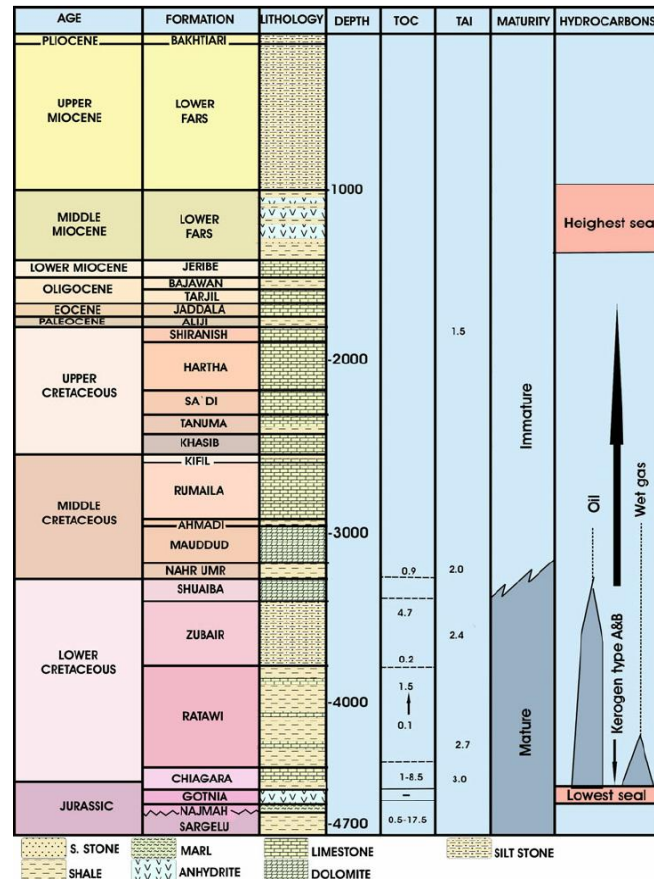 AGE FORMATION LITHOLOGY DEPTH TOC TAI MATURITY HYDROCARBONS
PLIOCENE BAKHTIARI
UPPER MIOCENE LOWER FARS
-1000
MIDDLE MIOCENE LOWER FARS
Heighest seal
LOWER MIOCENE JERIBE
OLIGOCENE BAJAWAN
TARJIL
EOCENE JADDALA
PALEOCENE ALIJI
UPPER CRETACEOUS SHIRANISH
1.5
-2000
HARTHA
SA`DI
TANUMA
KHASIB
Immature
MIDDLE CRETACEOUS KIFIL
RUMAILA
Oil
Wet gas
AHMADI
-3000
MAUDDUD
NAHR UMR 0.9 2.0
LOWER CRETACEOUS SHUAIBA
4.7
ZUBAIR 2.4
0.2
RATAWI 1.5
-4000
0.1
2.7
Mature
Kerogen type A&B
CHIAGARA 1-8.5 3.0
JURASSIC GOTNIA –
Lowest seal
NAJMAH
SARGELU 0.5-17.5
-4700
S. STONE MARL LIMESTONE SILT STONE
SHALE ANHYDRITE DOLOMITE